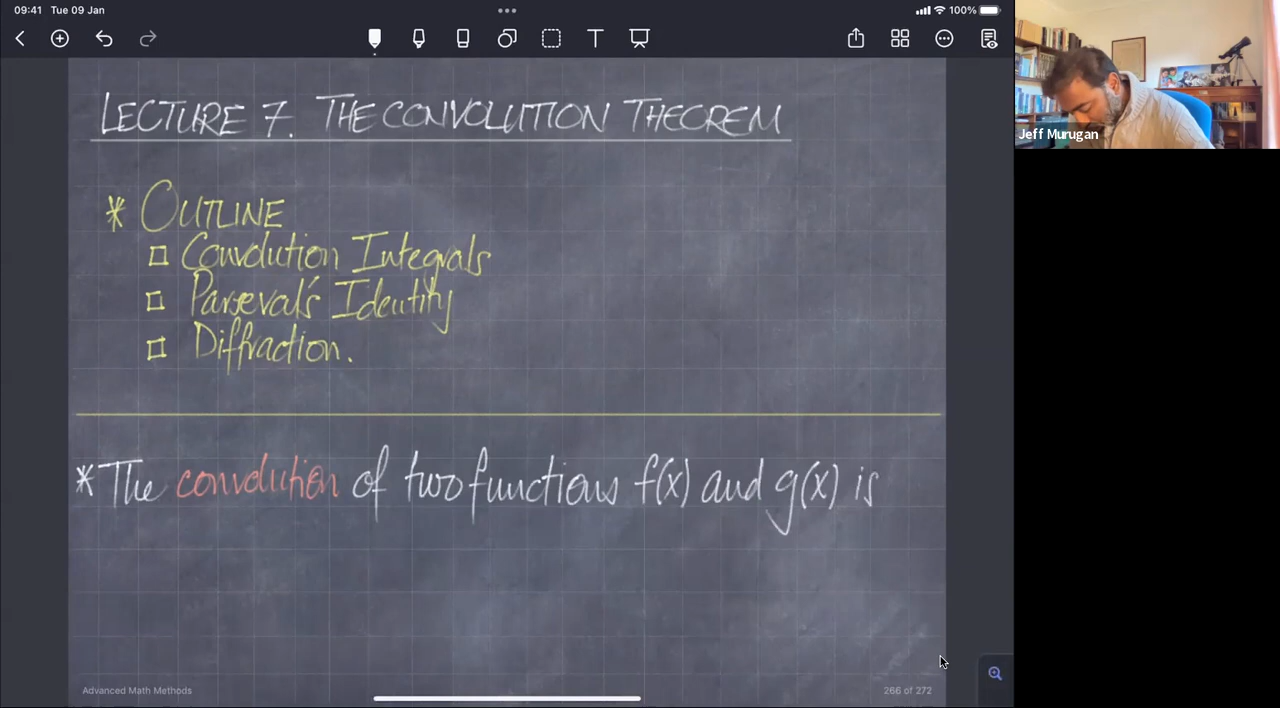 09:41 Tue 09 Jan
100%
Jeff Murugan
LECTURE 7. THE CONVOLUTION THEOREM
* OUTLINE
Convolution Integrals
Parseval's Identity
Diffraction.
* The convolution of two functions f(x) and g(x) is
Advanced Math Methods
266 of 272